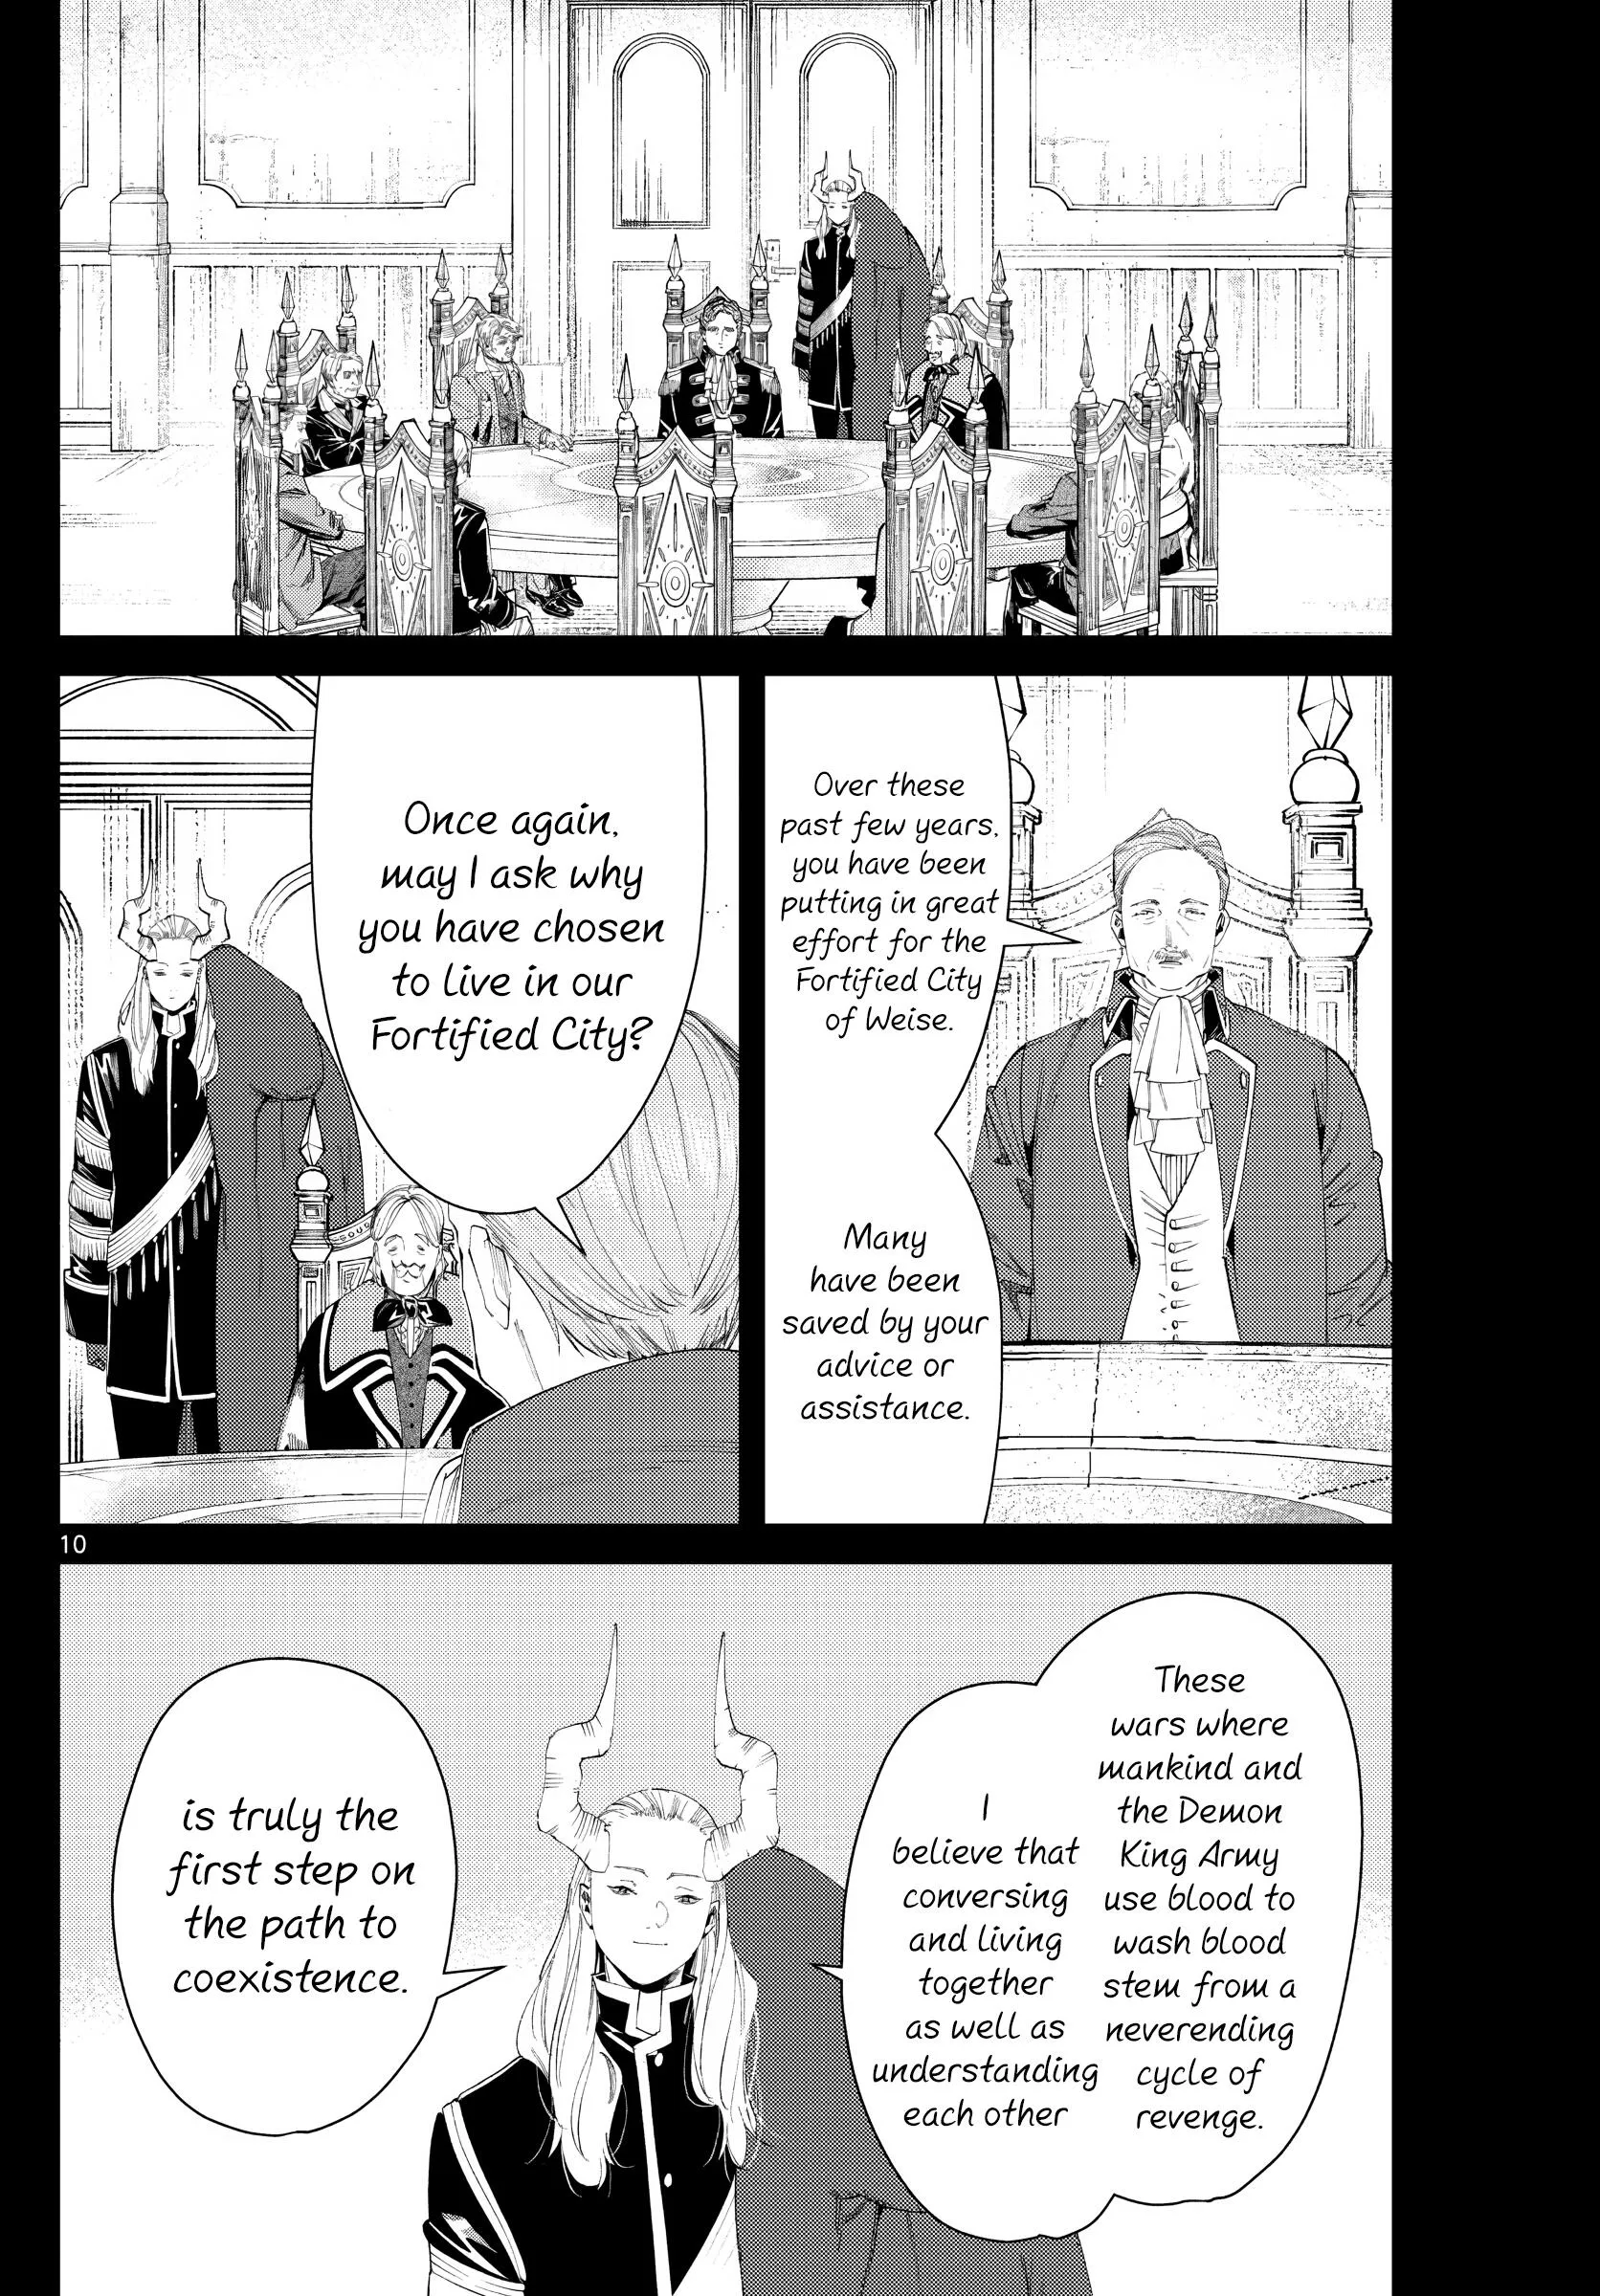 Over these
past few years,
you have been
putting in great
effort for the
Fortified City
of Weise.
Many
have been
saved by your
advice or
assistance.
Once again,
may I ask why
you have chosen
to live in our
Fortified City?
10
These
wars where
mankind and
the Demon
King Army
use blood to
wash blood
stem from a
neverending
cycle of
revenge.
I
believe that
conversing
and living
together
as well as
understanding
each other
is truly the
first step on
the path to
coexistence.